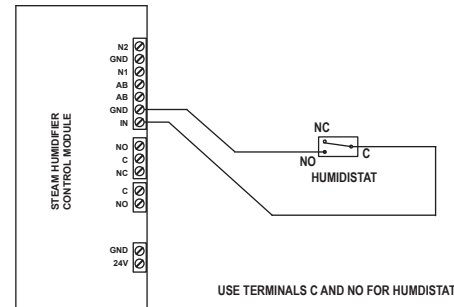 N2
GND
N1
AB
AB
GND
IN
NO
C
NC
C
NO
GND
24V
STEAM HUMIDIFIER
CONTROL MODULE
NC
C
NO
HUMIDISTAT
USE TERMINALS C AND NO FOR HUMDISTAT